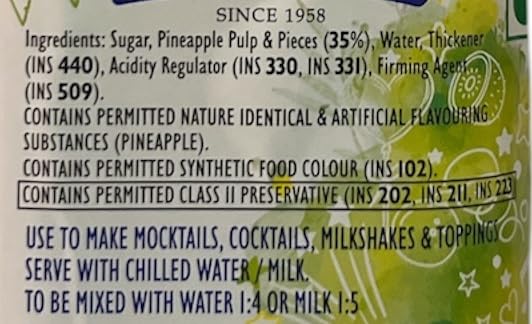 SINCE 1958
Ingredients: Sugar, Pineapple Pulp & Pieces (35%), Water, Thickener
(INS 440), Acidity Regulator (INS 330, INS 331), Firming Agent
(INS 509).
CONTAINS PERMITTED NATURE IDENTICAL & ARTIFICIAL FLAVOURING
SUBSTANCES (PINEAPPLE).
CONTAINS PERMITTED SYNTHETIC FOOD COLOUR (INS 102).
CONTAINS PERMITTED CLASS II PRESERVATIVE (INS 202, INS 211, INS 223
USE TO MAKE MOCKTAILS, COCKTAILS, MILKSHAKES & TOPPINGS
SERVE WITH CHILLED WATER / MILK.
TO BE MIXED WITH WATER 1:4 OR MILK 1:5